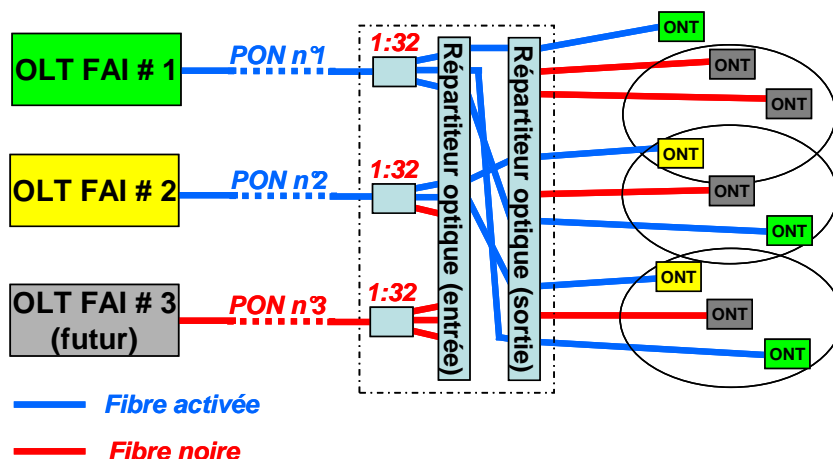 OLT FAI # 1
PON n°1
1:32
OLT FAI # 2
PON n°2
1:32
OLT FAI # 3
(futur)
PON n°3
1:32
Répartiteur optique (entrée)
Répartiteur optique (sortie)
ONT
ONT
ONT
ONT
ONT
ONT
ONT
ONT
ONT
Fibre activée
Fibre noire